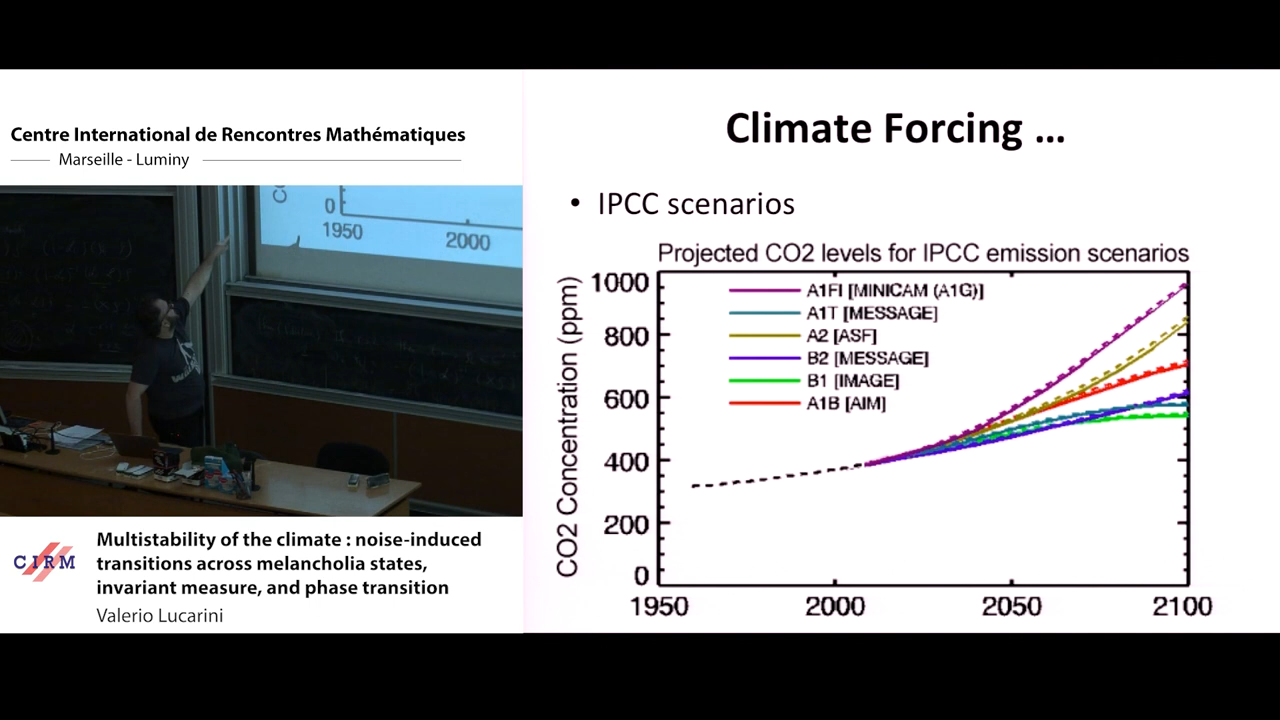 Centre International de Rencontres Mathématiques
Marseille - Luminy
0
1950
2000
CIRM
Multistability of the climate : noise-induced
transitions across melancholia states,
invariant measure, and phase transition
Valerio Lucarini
Climate Forcing ...
• IPCC scenarios
Projected CO2 levels for IPCC emission scenarios
CO2 Concentration (ppm)
1000
800
600
400
200
0
A1FI [MINICAM (A1G)]
A1T [MESSAGE]
A2 [ASF]
B2 [MESSAGE]
B1 [IMAGE]
A1B [AIM]
1950
2000
2050
2100